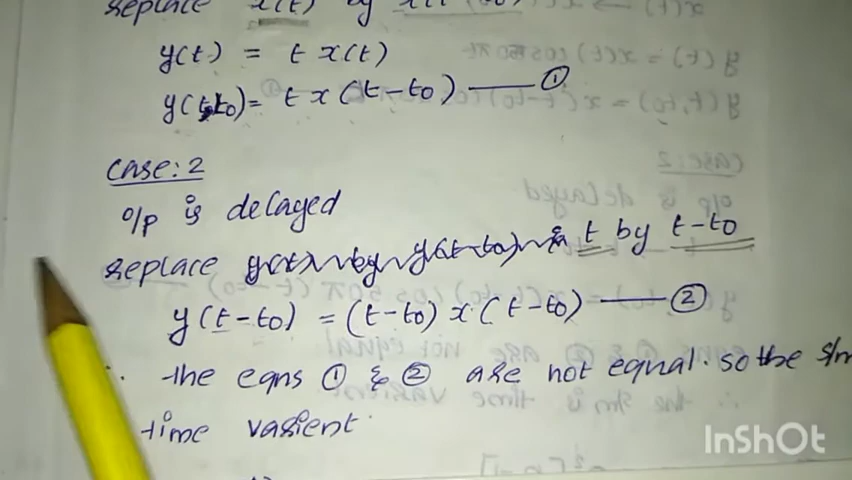 replace x(t) by
y(t) = t x(t)
y(t,t0) = t x(t-t0) —— ①
Case: 2
o/p is delayed
replace t by t-t0
y(t-t0) = (t-t0) x(t-t0) —— ②
∴ the eqns ① & ② are not equal. so the s/m
time varient.
InShOt